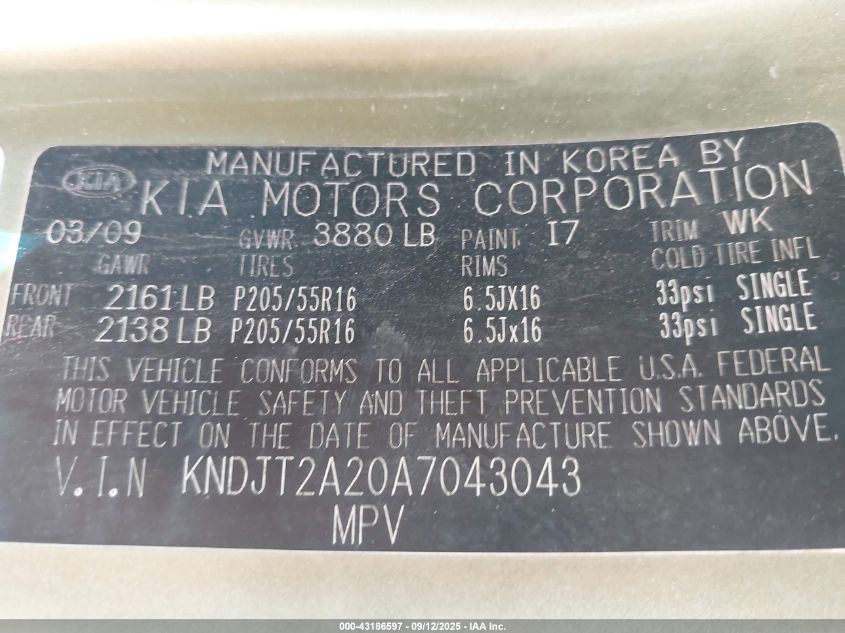 MANUFACTURED IN KOREA BY
KIA KIA MOTORS CORPORATION
03/09 GVWR 3880 LB PAINT I7 TRIM WK
GAWR TIRES RIMS COLD TIRE INFL
FRONT 2161 LB P205/55R16 6.5JX16 33psi SINGLE
REAR 2138 LB P205/55R16 6.5Jx16 33psi SINGLE
THIS VEHICLE CONFORMS TO ALL APPLICABLE U.S.A. FEDERAL
MOTOR VEHICLE SAFETY AND THEFT PREVENTION STANDARDS
IN EFFECT ON THE DATE OF MANUFACTURE SHOWN ABOVE.
V.I.N KNDJT2A20A7043043
MPV
000-43186597 - 09/12/2025 - IAA Inc.